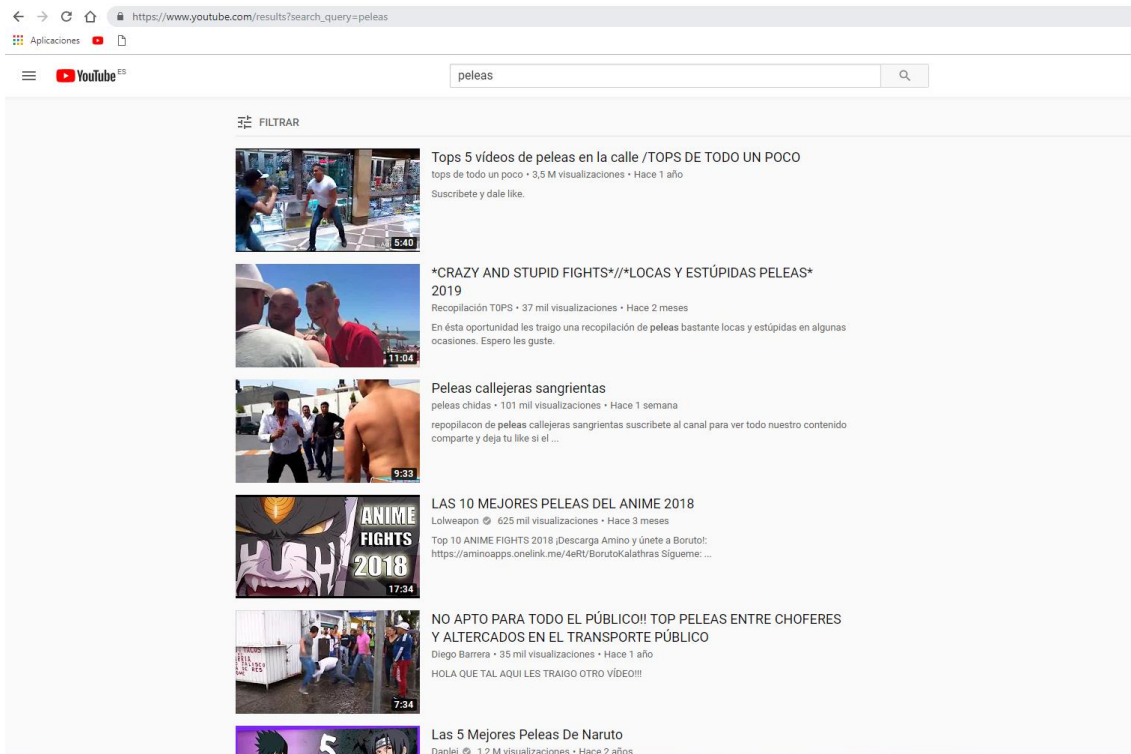 https://www.youtube.com/results?search_query=peleas
Aplicaciones
YouTube ES
peleas
FILTRAR
Tops 5 vídeos de peleas en la calle /TOPS DE TODO UN POCO
tops de todo un poco • 3,5 M visualizaciones • Hace 1 año
Suscribete y dale like.
5:40
*CRAZY AND STUPID FIGHTS*//*LOCAS Y ESTÚPIDAS PELEAS*
2019
Recopilación T0PS • 37 mil visualizaciones • Hace 2 meses
En ésta oportunidad les traigo una recopilación de peleas bastante locas y estúpidas en algunas
ocasiones. Espero les guste.
11:04
Peleas callejeras sangrientas
peleas chidas • 101 mil visualizaciones • Hace 1 semana
repopilacon de peleas callejeras sangrientas suscribete al canal para ver todo nuestro contenido
comparte y deja tu like si el ...
9:33
LAS 10 MEJORES PELEAS DEL ANIME 2018
Lolweapon 625 mil visualizaciones • Hace 3 meses
Top 10 ANIME FIGHTS 2018 ¡Descarga Amino y únete a Boruto!:
https://aminoapps.onelink.me/4eRt/BorutoKalathras Sígueme: ...
ANIME
FIGHTS
2018
17:34
NO APTO PARA TODO EL PÚBLICO!! TOP PELEAS ENTRE CHOFERES
Y ALTERCADOS EN EL TRANSPORTE PÚBLICO
Diego Barrera • 35 mil visualizaciones • Hace 1 año
HOLA QUE TAL AQUI LES TRAIGO OTRO VÍDEO!!!
TACOS
JALISCO
DE RES
7:34
Las 5 Mejores Peleas De Naruto
Danlei 1,2 M visualizaciones • Hace 2 años
5